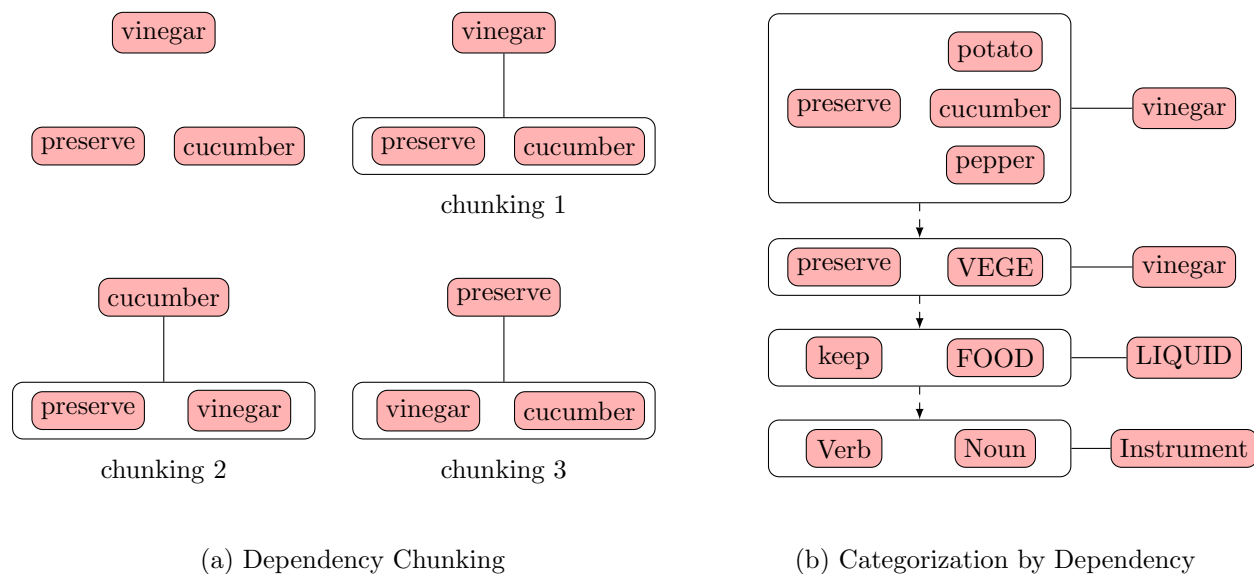 vinegar
preserve cucumber
vinegar
preserve cucumber
chunking 1
cucumber
preserve vinegar
chunking 2
preserve
vinegar cucumber
chunking 3
(a) Dependency Chunking
potato
preserve cucumber vinegar
pepper
preserve VEGE vinegar
keep FOOD LIQUID
Verb Noun Instrument
(b) Categorization by Dependency